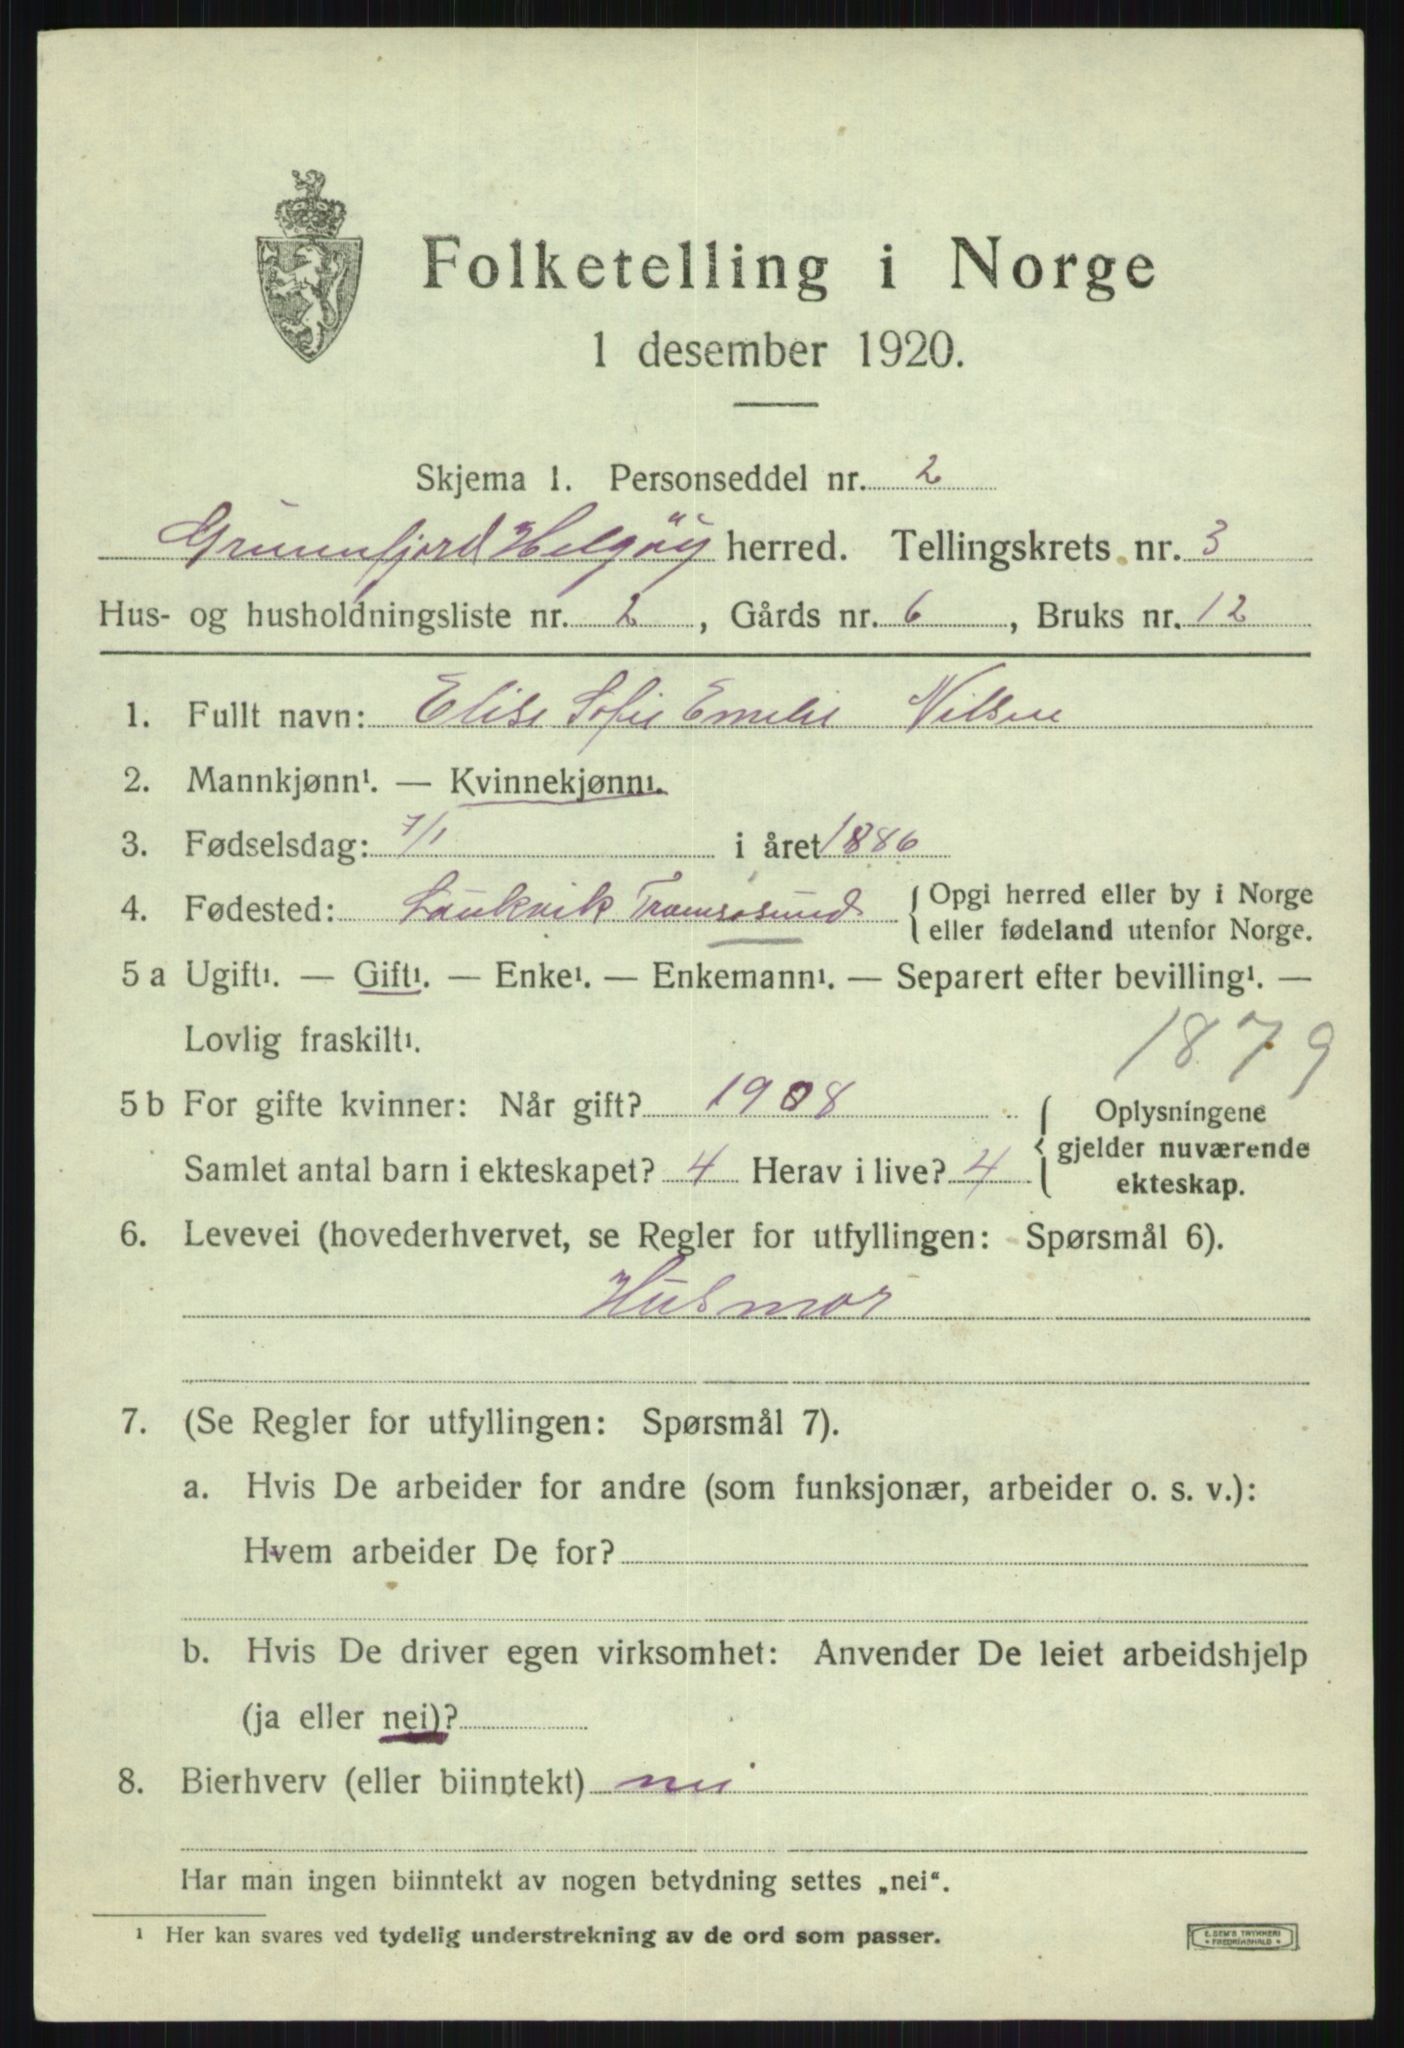 Folketelling i Norge
1 desember 1920.
Skjema 1. Personseddel nr. 2
Grunnfjord Helgøy herred. Tellingskrets nr. 3
Hus- og husholdningsliste nr. 2, Gårds nr. 6, Bruks nr. 12
1. Fullt navn: Elise Sofie Emelie Nilsen
2. Mannkjønn¹. — Kvinnekjønn¹.
3. Fødselsdag: 7/1 i året 1886
4. Fødested: Laukvik Tromsøsund { Opgi herred eller by i Norge
eller fødeland utenfor Norge.
5 a Ugift¹. — Gift¹. — Enke¹. — Enkemann¹. — Separert efter bevilling¹. —
Lovlig fraskilt¹.
1879
5 b For gifte kvinner: Når gift? 1908
Samlet antal barn i ekteskapet? 4 Herav i live? 4
{ Oplysningene
gjelder nuværende
ekteskap.
6. Levevei (hovederhvervet, se Regler for utfyllingen: Spørsmål 6).
Husmor
7. (Se Regler for utfyllingen: Spørsmål 7).
a. Hvis De arbeider for andre (som funksjonær, arbeider o. s. v.):
Hvem arbeider De for?
b. Hvis De driver egen virksomhet: Anvender De leiet arbeidshjelp
(ja eller nei)?
8. Bierhverv (eller biinntekt) nei
Har man ingen biinntekt av nogen betydning settes „nei“.
¹ Her kan svares ved tydelig understrekning av de ord som passer.
E. SEM'S TRYKKERI
FREDRIKSHALD